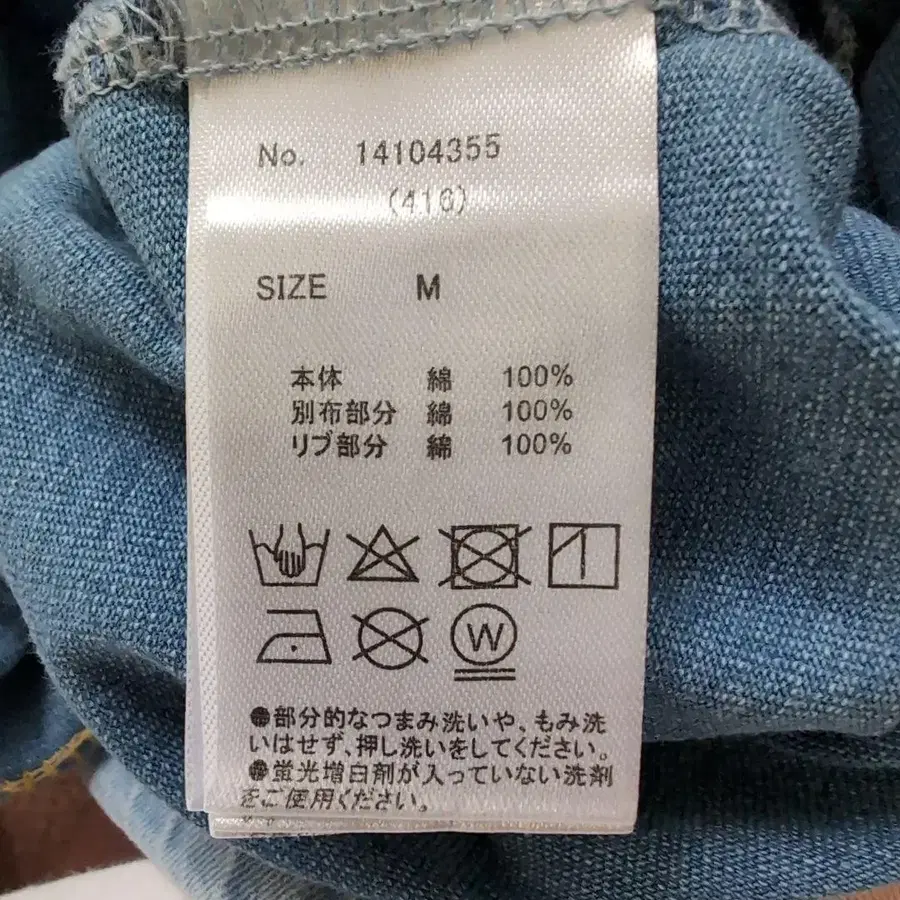 No. 14104355
(416)
SIZE M
本体 綿 100%
別布部分 綿 100%
リブ部分 綿 100%
W
●部分的なつまみ洗いや、もみ洗
いはせず、押し洗いをしてください。
●蛍光増白剤が入っていない洗剤
をご使用ください。